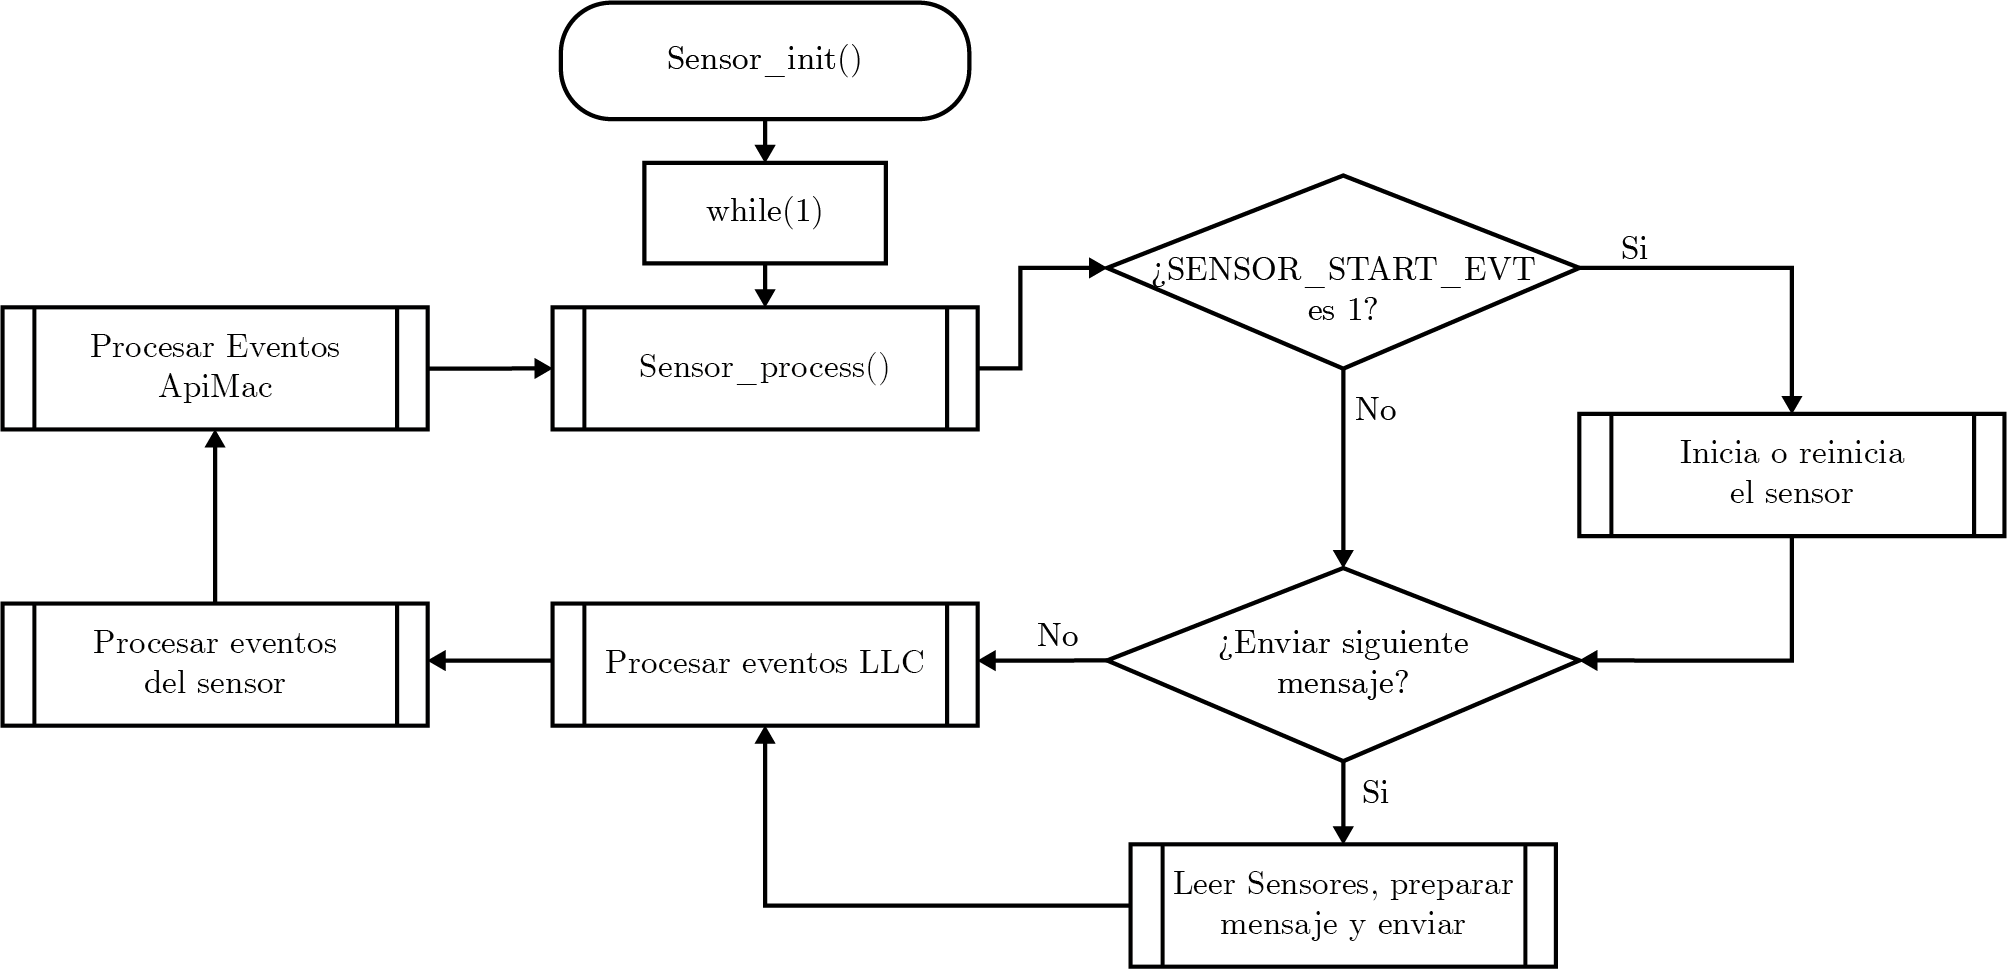 Sensor_init()
while(1)
Sensor_process()
¿SENSOR_START_EVT
es 1?
Si
No
Inicia o reinicia
el sensor
¿Enviar siguiente
mensaje?
No
Si
Leer Sensores, preparar
mensaje y enviar
Procesar eventos LLC
Procesar eventos
del sensor
Procesar Eventos
ApiMac